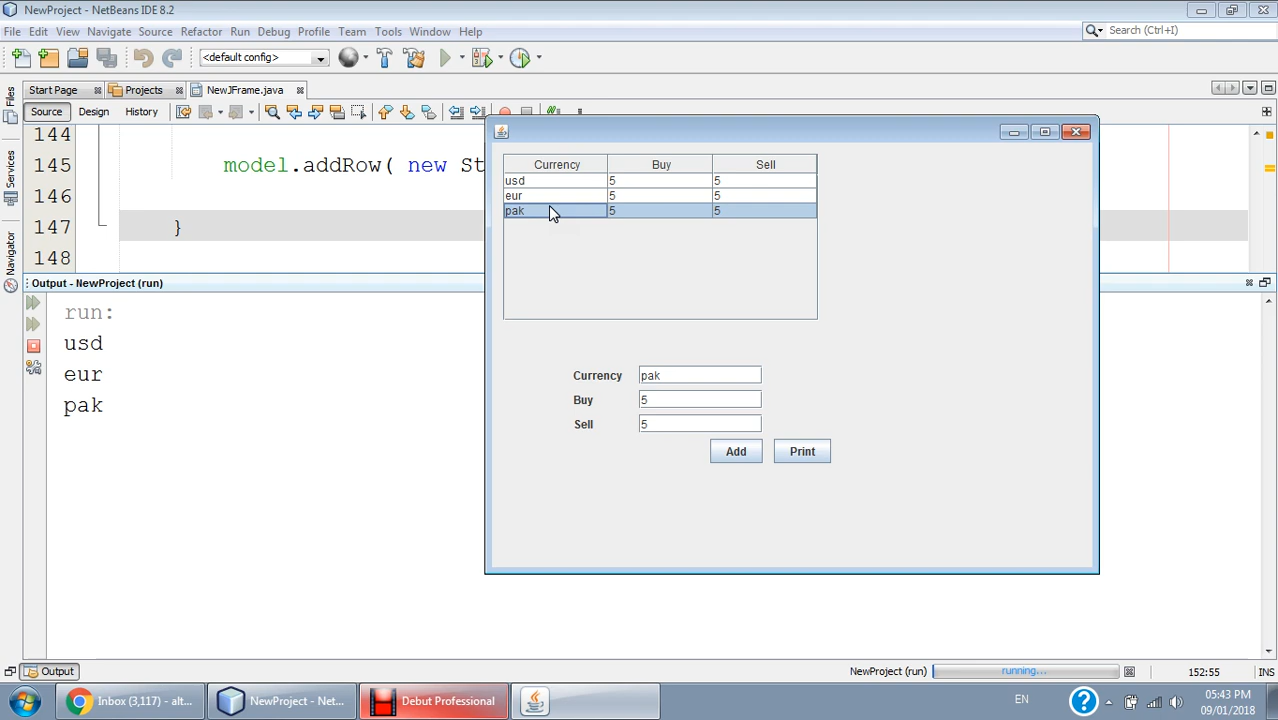 NewProject - NetBeans IDE 8.2
File Edit View Navigate Source Refactor Run Debug Profile Team Tools Window Help
Search (Ctrl+I)
<default config>
Start Page Projects NewJFrame.java
Source Design History
Files
Services
Navigator
144
145 model.addRow( new St
146
147 }
148
Currency Buy Sell
usd 5 5
eur 5 5
pak 5 5
Currency pak
Buy 5
Sell 5
Add Print
Output - NewProject (run)
run:
usd
eur
pak
Output
NewProject (run) running... 152:55 INS
Inbox (3,117) - alt... NewProject - Net... Debut Professional
EN
05:43 PM
09/01/2018